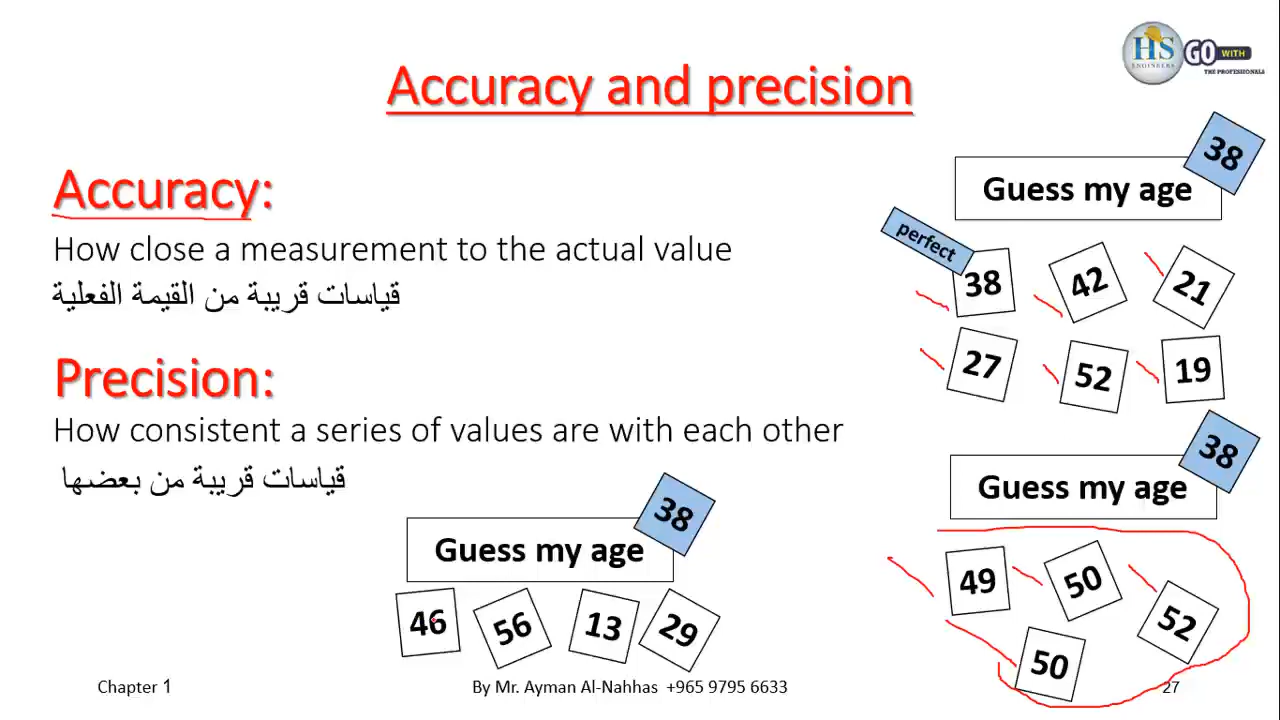 HS
ENGINEERS
GO WITH
THE PROFESSIONALS
Accuracy and precision
Accuracy:
How close a measurement to the actual value
قياسات قريبة من القيمة الفعلية
Precision:
How consistent a series of values are with each other
قياسات قريبة من بعضها
38
Guess my age
perfect
38 42 21
27 52 19
38
Guess my age
49 50 52
50
38
Guess my age
46 56 13 29
Chapter 1
By Mr. Ayman Al-Nahhas +965 9795 6633
27